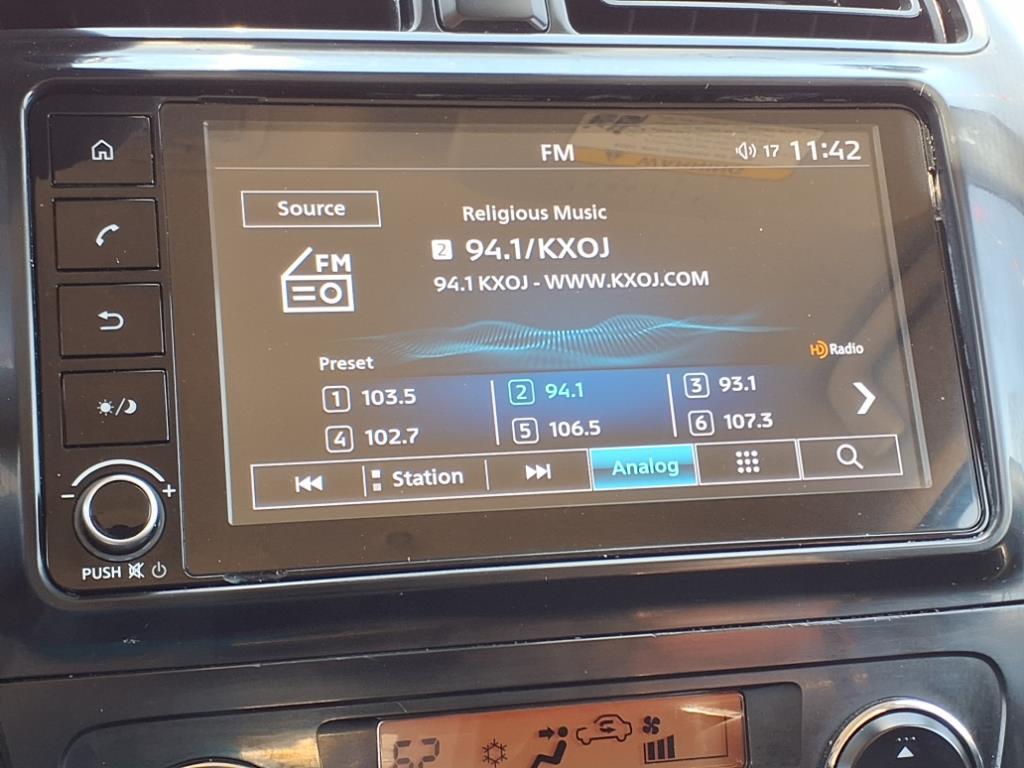 FM 17 11:42
Source
Religious Music
2 94.1/KXOJ
FM
94.1 KXOJ - WWW.KXOJ.COM
HD Radio
Preset
1 103.5 2 94.1 3 93.1
4 102.7 5 106.5 6 107.3
Station Analog
- +
PUSH
62